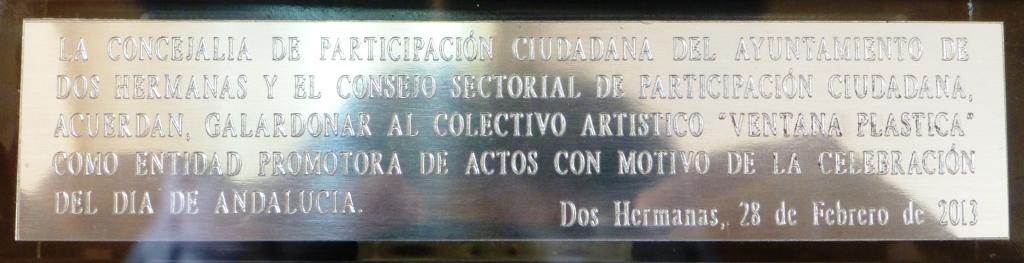 LA CONCEJALIA DE PARTICIPACIÓN CIUDADANA DEL AYUNTAMIENTO DE
DOS HERMANAS Y EL CONSEJO SECTORIAL DE PARTICIPACIÓN CIUDADANA,
ACUERDAN, GALARDONAR AL COLECTIVO ARTISTICO "VENTANA PLASTICA"
COMO ENTIDAD PROMOTORA DE ACTOS CON MOTIVO DE LA CELEBRACIÓN
DEL DIA DE ANDALUCIA.
Dos Hermanas, 28 de Febrero de 2013